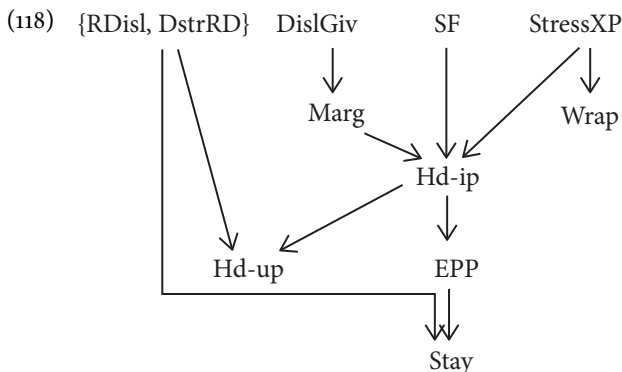 (118) {RDisl, DstrRD} DislGiv SF StressXP
Marg Wrap
Hd-ip
Hd-up EPP
Stay